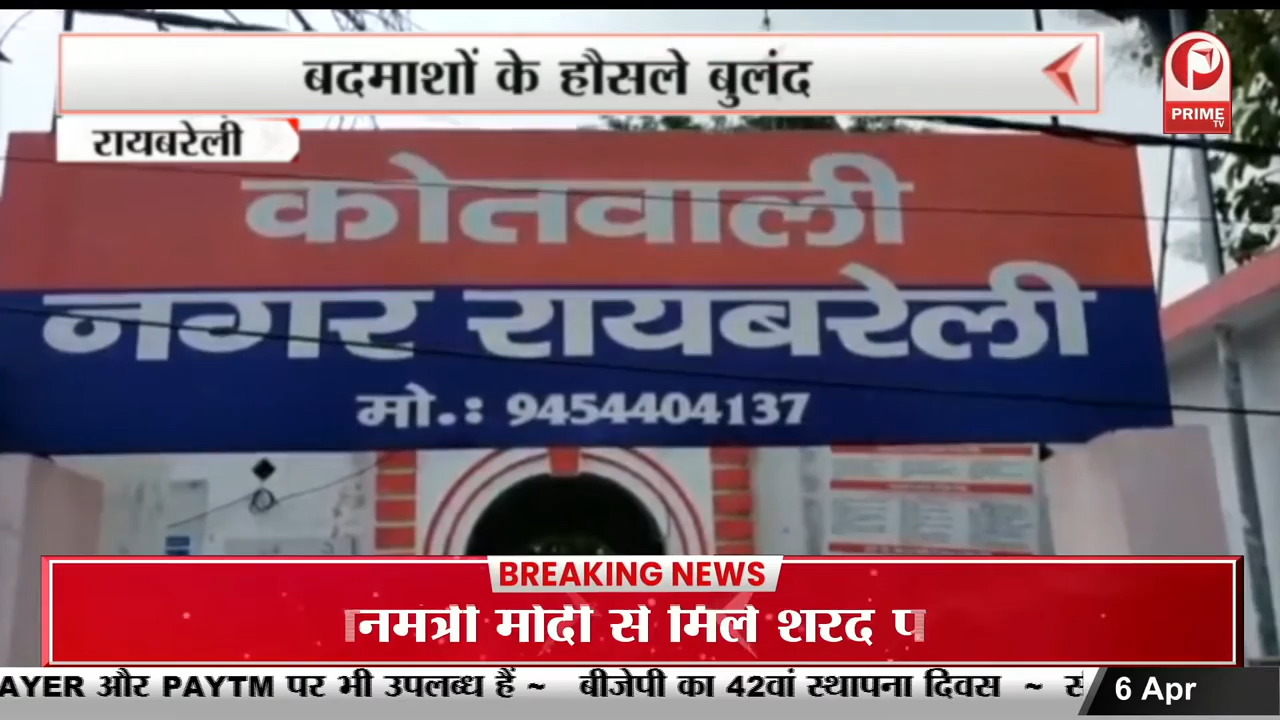 बदमाशों के हौसले बुलंद
PRIME
TV
रायबरेली
कोतवाली
नगर रायबरेली
मो.: 9454404137
BREAKING NEWS
मोदी से मिले शरद
AYER और PAYTM पर भी उपलब्ध हैं ~ बीजेपी का 42वां स्थापना दिवस ~
6 Apr